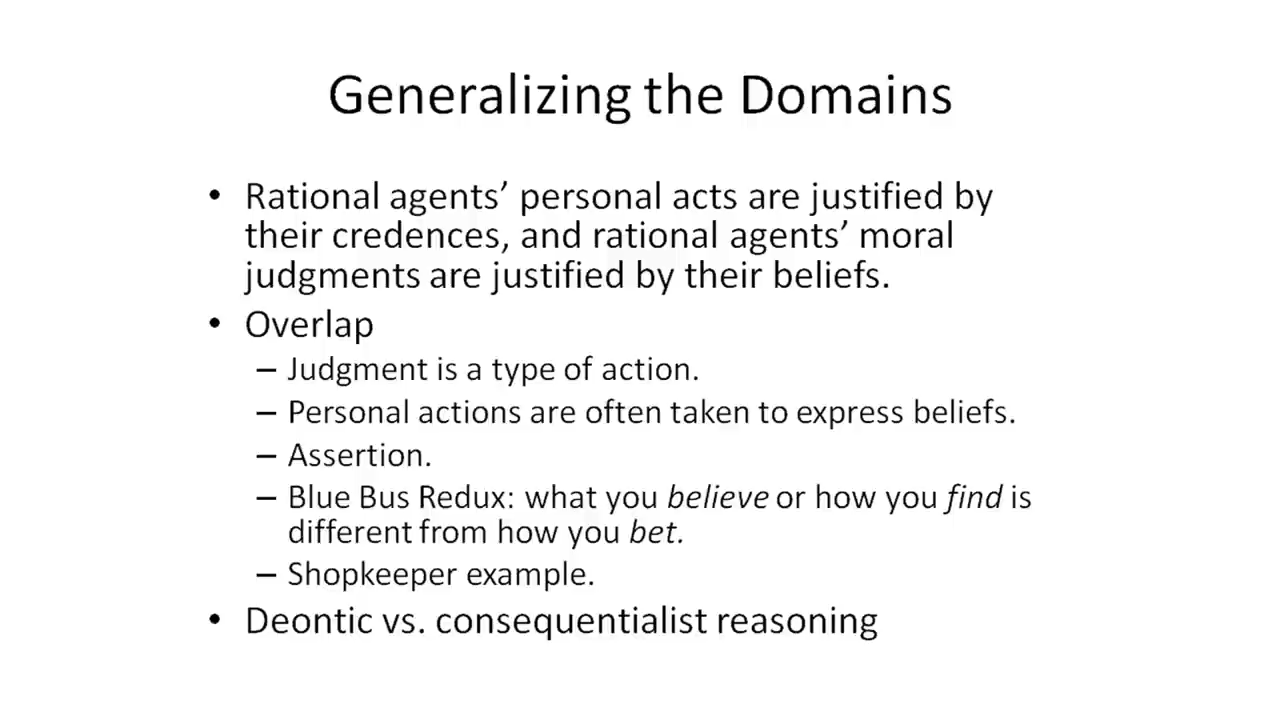 Generalizing the Domains
• Rational agents’ personal acts are justified by
their credences, and rational agents’ moral
judgments are justified by their beliefs.
• Overlap
– Judgment is a type of action.
– Personal actions are often taken to express beliefs.
– Assertion.
– Blue Bus Redux: what you believe or how you find is
different from how you bet.
– Shopkeeper example.
• Deontic vs. consequentialist reasoning